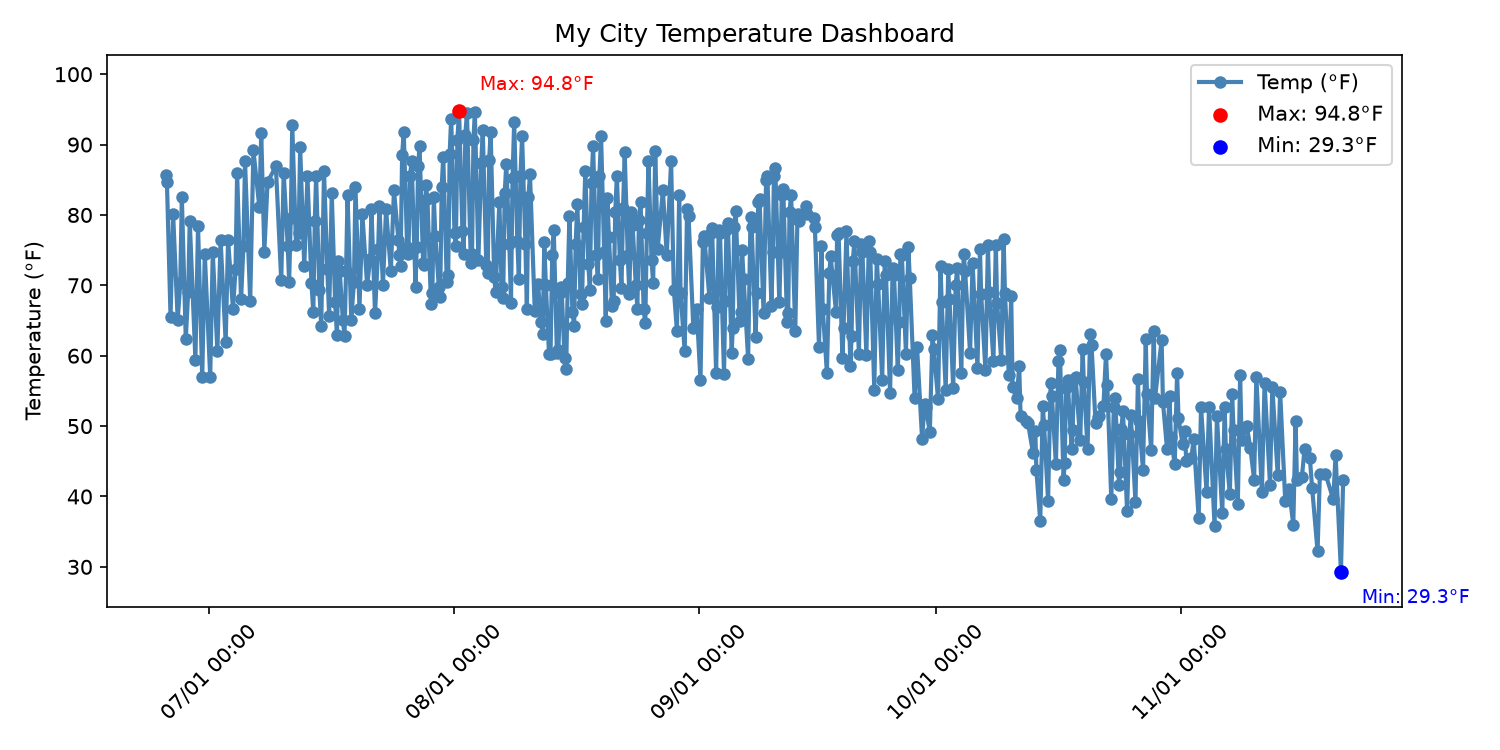 My City Temperature Dashboard
Max: 94.8°F
Temp (°F)
Max: 94.8°F
Min: 29.3°F
Temperature (°F)
100
90
80
70
60
50
40
30
Min: 29.3°F
07/01 00:00
08/01 00:00
09/01 00:00
10/01 00:00
11/01 00:00